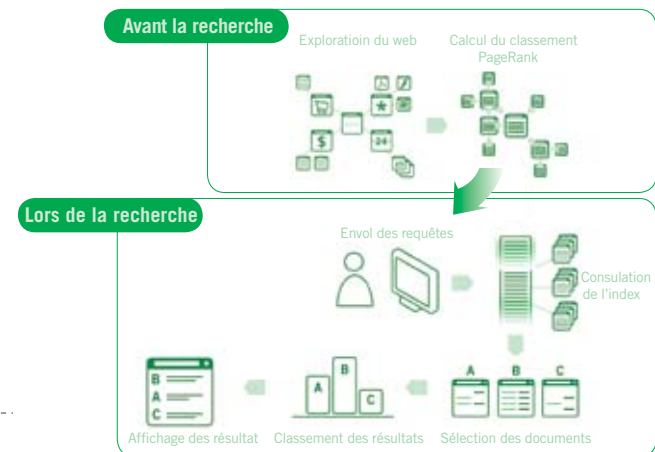 Avant la recherche
Exploratioin du web
Calcul du classement
PageRank
$
24
Lors de la recherche
Envol des requêtes
Consulation
de l'index
A B C
B
A
C
A
B
C
Affichage des résultat
Classement des résultats
Sélection des documents